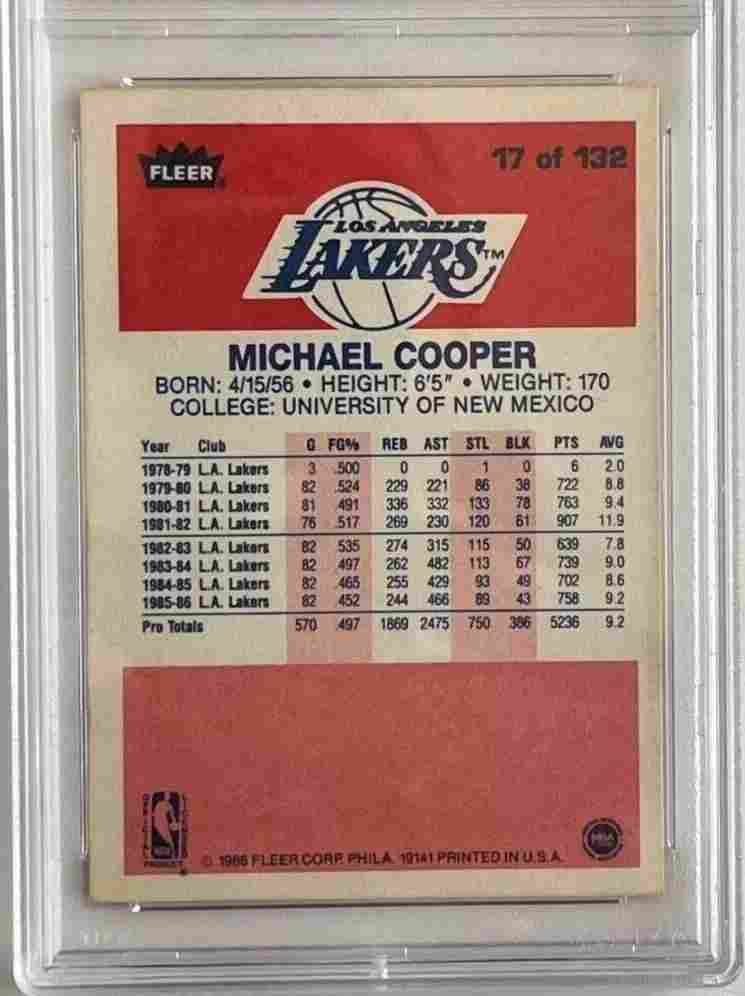 FLEER
17 of 132
LOS ANGELES
LAKERS TM
MICHAEL COOPER
BORN: 4/15/56 • HEIGHT: 6'5" • WEIGHT: 170
COLLEGE: UNIVERSITY OF NEW MEXICO
Year Club G FG% REB AST STL BLK PTS AVG
1978-79 L.A. Lakers 3 .500 0 0 1 0 6 2.0
1979-80 L.A. Lakers 82 .524 229 221 86 38 722 8.8
1980-81 L.A. Lakers 81 .491 336 332 133 78 763 9.4
1981-82 L.A. Lakers 76 .517 269 230 120 61 907 11.9
1982-83 L.A. Lakers 82 .535 274 315 115 50 639 7.8
1983-84 L.A. Lakers 82 .497 262 482 113 67 739 9.0
1984-85 L.A. Lakers 82 .465 255 429 93 49 702 8.6
1985-86 L.A. Lakers 82 .452 244 466 89 43 758 9.2
Pro Totals 570 .497 1869 2475 750 386 5236 9.2
OFFICIAL LICENSED
PRODUCT
© 1986 FLEER CORP. PHILA. 19141 PRINTED IN U.S.A.